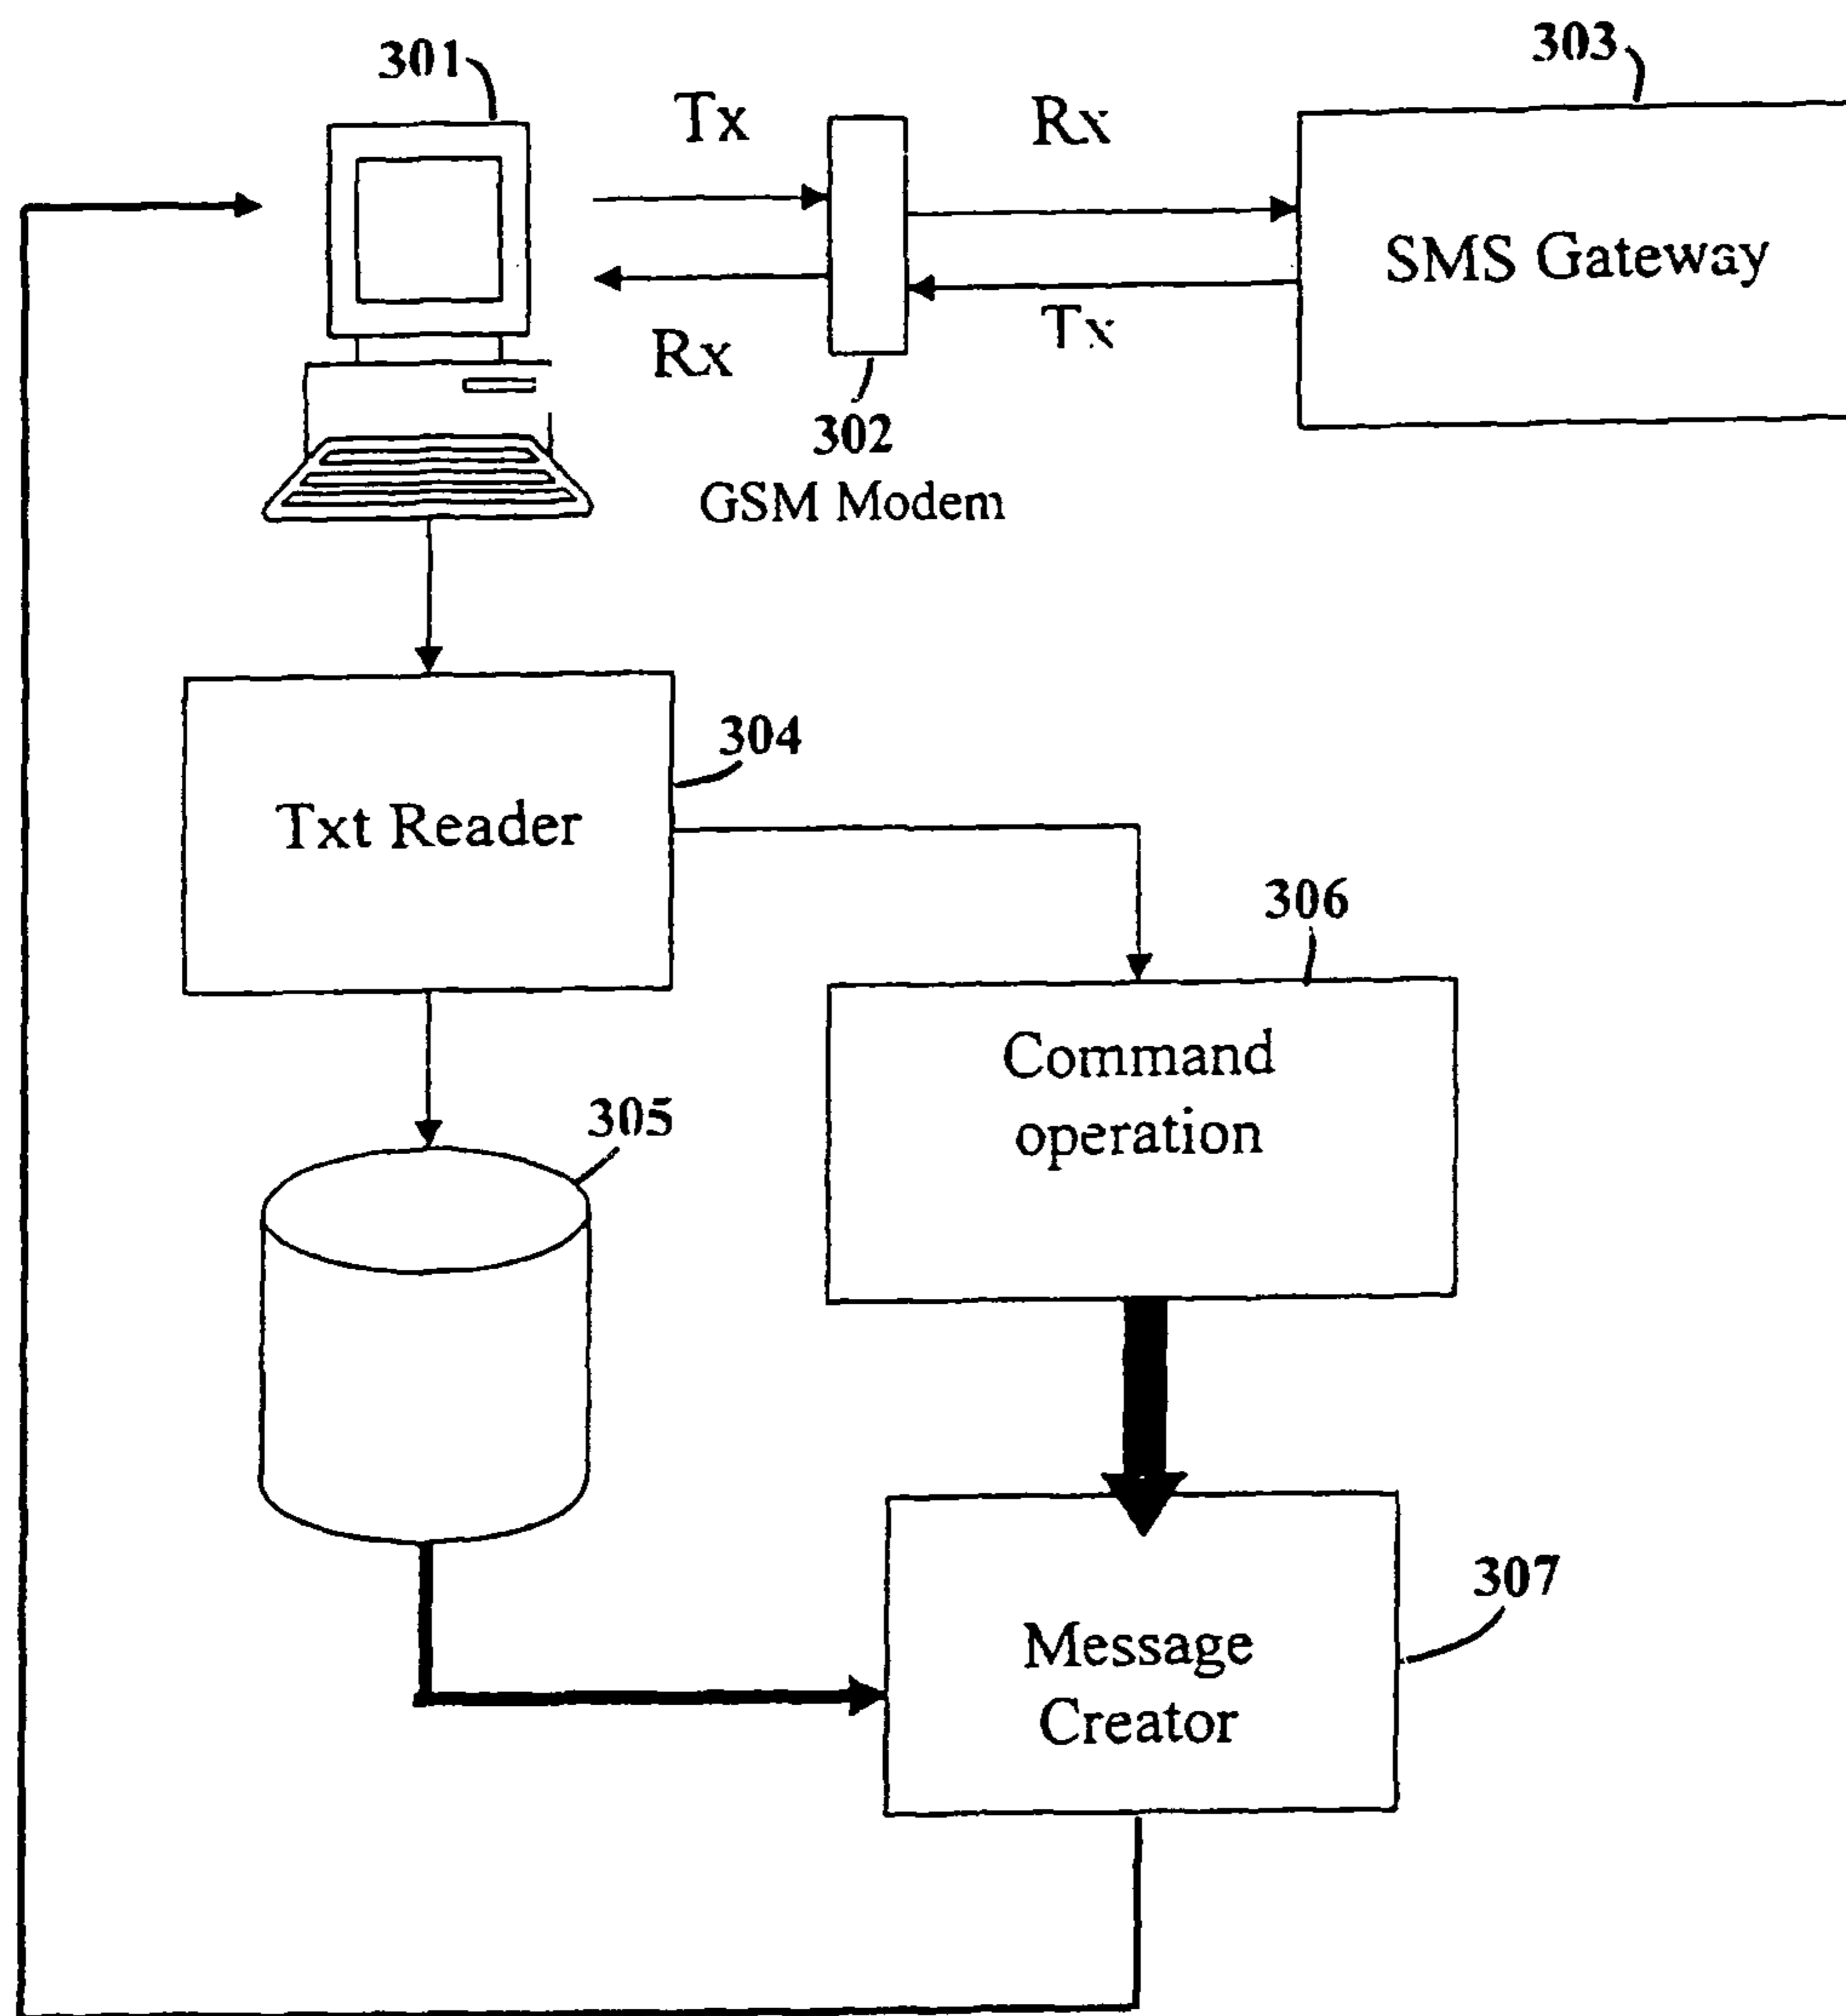 301
303
Tx
Rx
SMS Gateway
Rx
Tx
302
GSM Modem
304
Txt Reader
306
Command
operation
305
307
Message
Creator